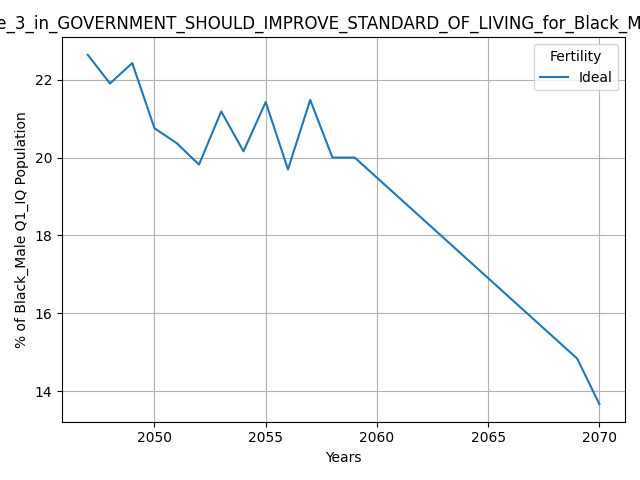 e_3_in_GOVERNMENT_SHOULD_IMPROVE_STANDARD_OF_LIVING_for_Black_M
Fertility
Ideal
% of Black_Male Q1_IQ Population
22
20
18
16
14
2050 2055 2060 2065 2070
Years